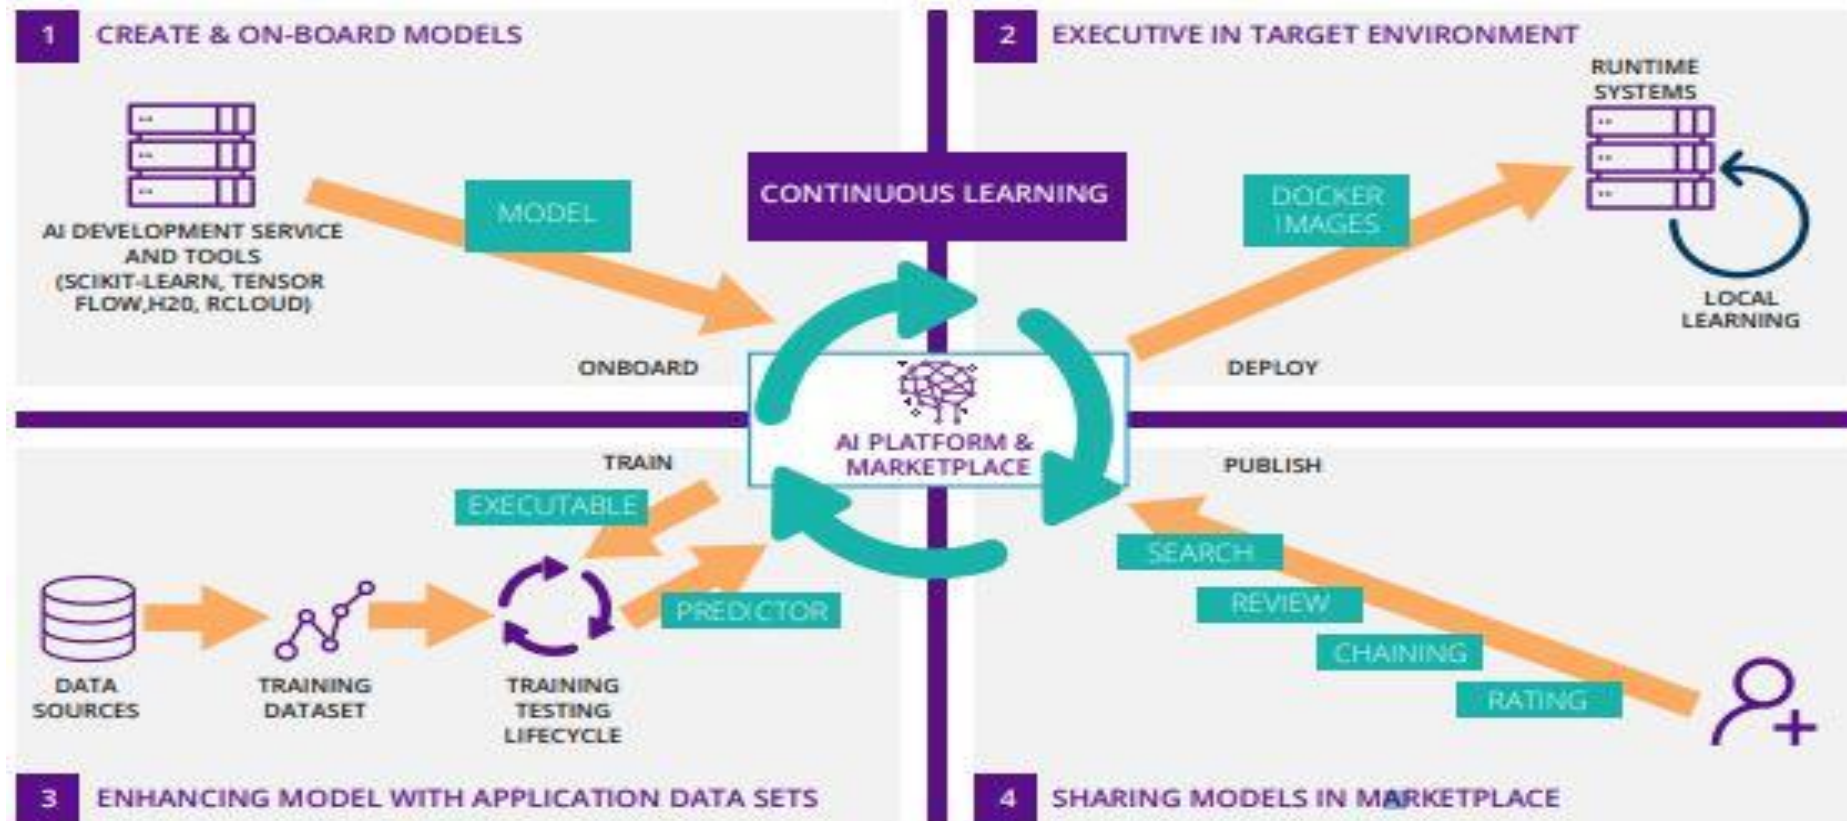 1 CREATE & ON-BOARD MODELS
AI DEVELOPMENT SERVICE
AND TOOLS
(SCIKIT-LEARN, TENSOR
FLOW,H20, RCLOUD)
MODEL
ONBOARD
CONTINUOUS LEARNING
2 EXECUTIVE IN TARGET ENVIRONMENT
RUNTIME
SYSTEMS
DOCKER
IMAGES
LOCAL
LEARNING
DEPLOY
AI PLATFORM &
MARKETPLACE
TRAIN
EXECUTABLE
PREDICTOR
DATA
SOURCES
TRAINING
DATASET
TRAINING
TESTING
LIFECYCLE
3 ENHANCING MODEL WITH APPLICATION DATA SETS
PUBLISH
SEARCH
REVIEW
CHAINING
RATING
4 SHARING MODELS IN MARKETPLACE